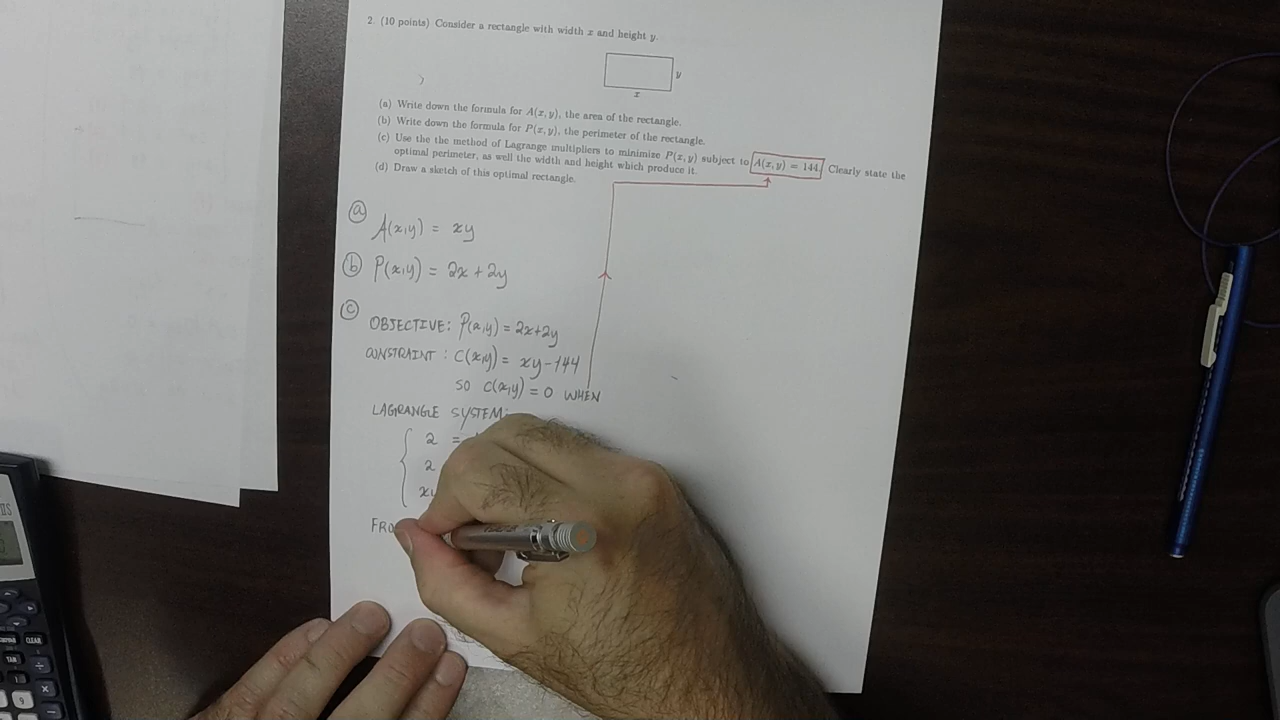 2. (10 points) Consider a rectangle with width x and height y.
y
x
(a) Write down the formula for A(x, y), the area of the rectangle.
(b) Write down the formula for P(x, y), the perimeter of the rectangle.
(c) Use the the method of Lagrange multipliers to minimize P(x, y) subject to A(x, y) = 144. Clearly state the
optimal perimeter, as well the width and height which produce it.
(d) Draw a sketch of this optimal rectangle.
(a) A(x,y) = xy
(b) P(x,y) = 2x + 2y
(c)
OBJECTIVE: P(x,y) = 2x+2y
CONSTRAINT: C(x,y) = xy-144
SO C(x,y) = 0 WHEN
LAGRANGE SYSTEM:
2 =
2
CLEAR
TAB
9